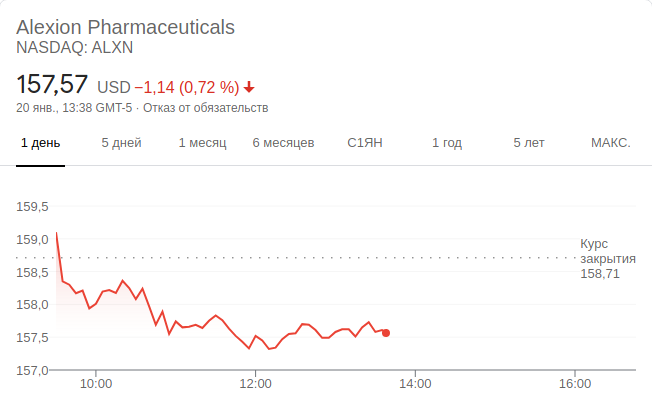 Alexion Pharmaceuticals
NASDAQ: ALXN
157,57 USD −1,14 (0,72 %)
20 янв., 13:38 GMT-5 · Отказ от обязательств
1 день 5 дней 1 месяц 6 месяцев С1ЯН 1 год 5 лет МАКС.
159,5
159,0
Курс
закрытия
158,71
158,5
158,0
157,5
157,0
10:00 12:00 14:00 16:00